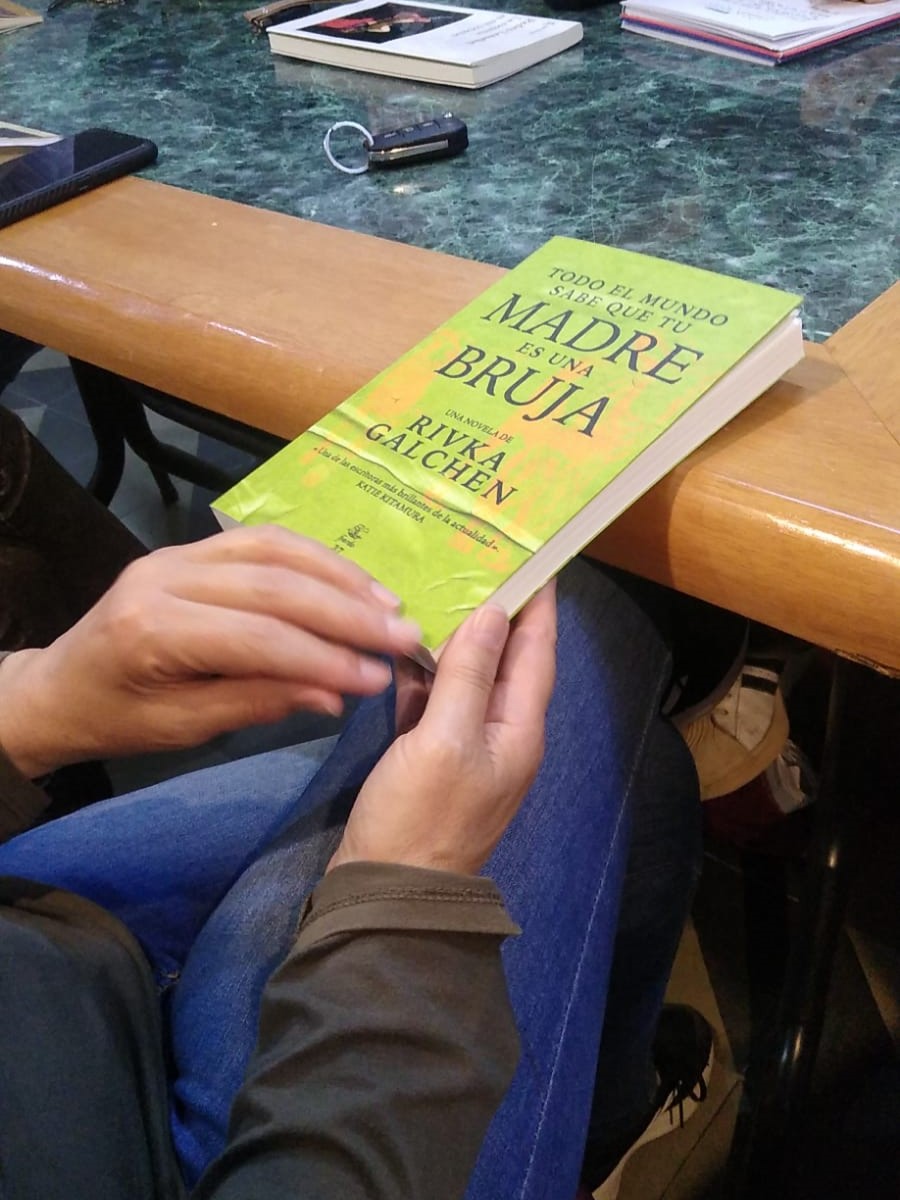 TODO EL MUNDO
SABE QUE TÚ
MADRE
ES UNA
BRUJA
UNA NOVELA DE
RIVKA
GALCHEN
«Una de las escritoras más brillantes de la actualidad».
KATIE KITAMURA